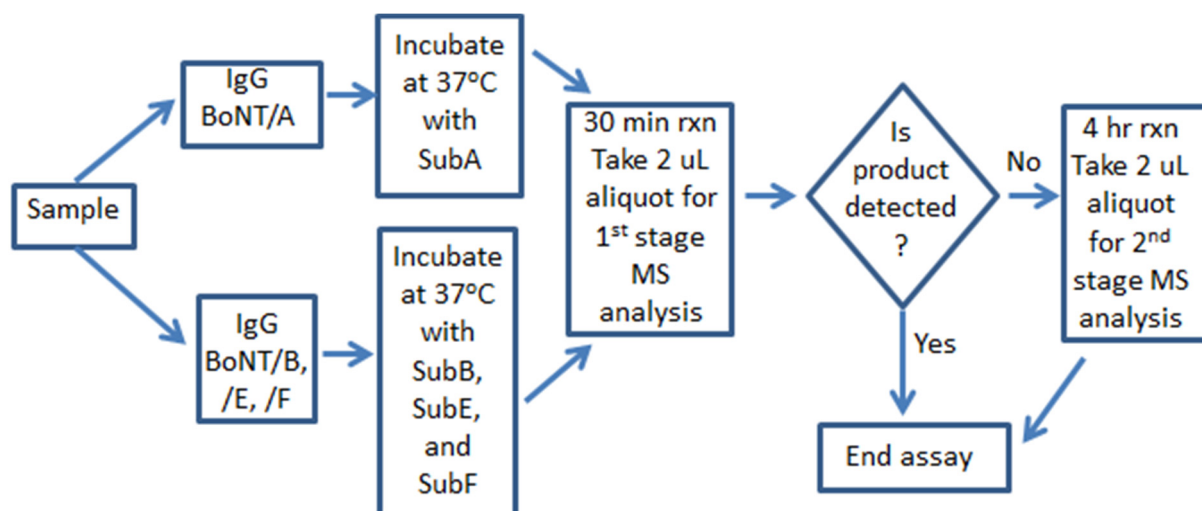 Sample
IgG
BoNT/A
Incubate
at 37°C
with
SubA
IgG
BoNT/B,
/E, /F
Incubate
at 37°C
with
SubB,
SubE,
and
SubF
30 min rxn
Take 2 uL
aliquot for
1st stage
MS
analysis
Is
product
detected
?
No
4 hr rxn
Take 2 uL
aliquot
for 2nd
stage MS
analysis
Yes
End assay